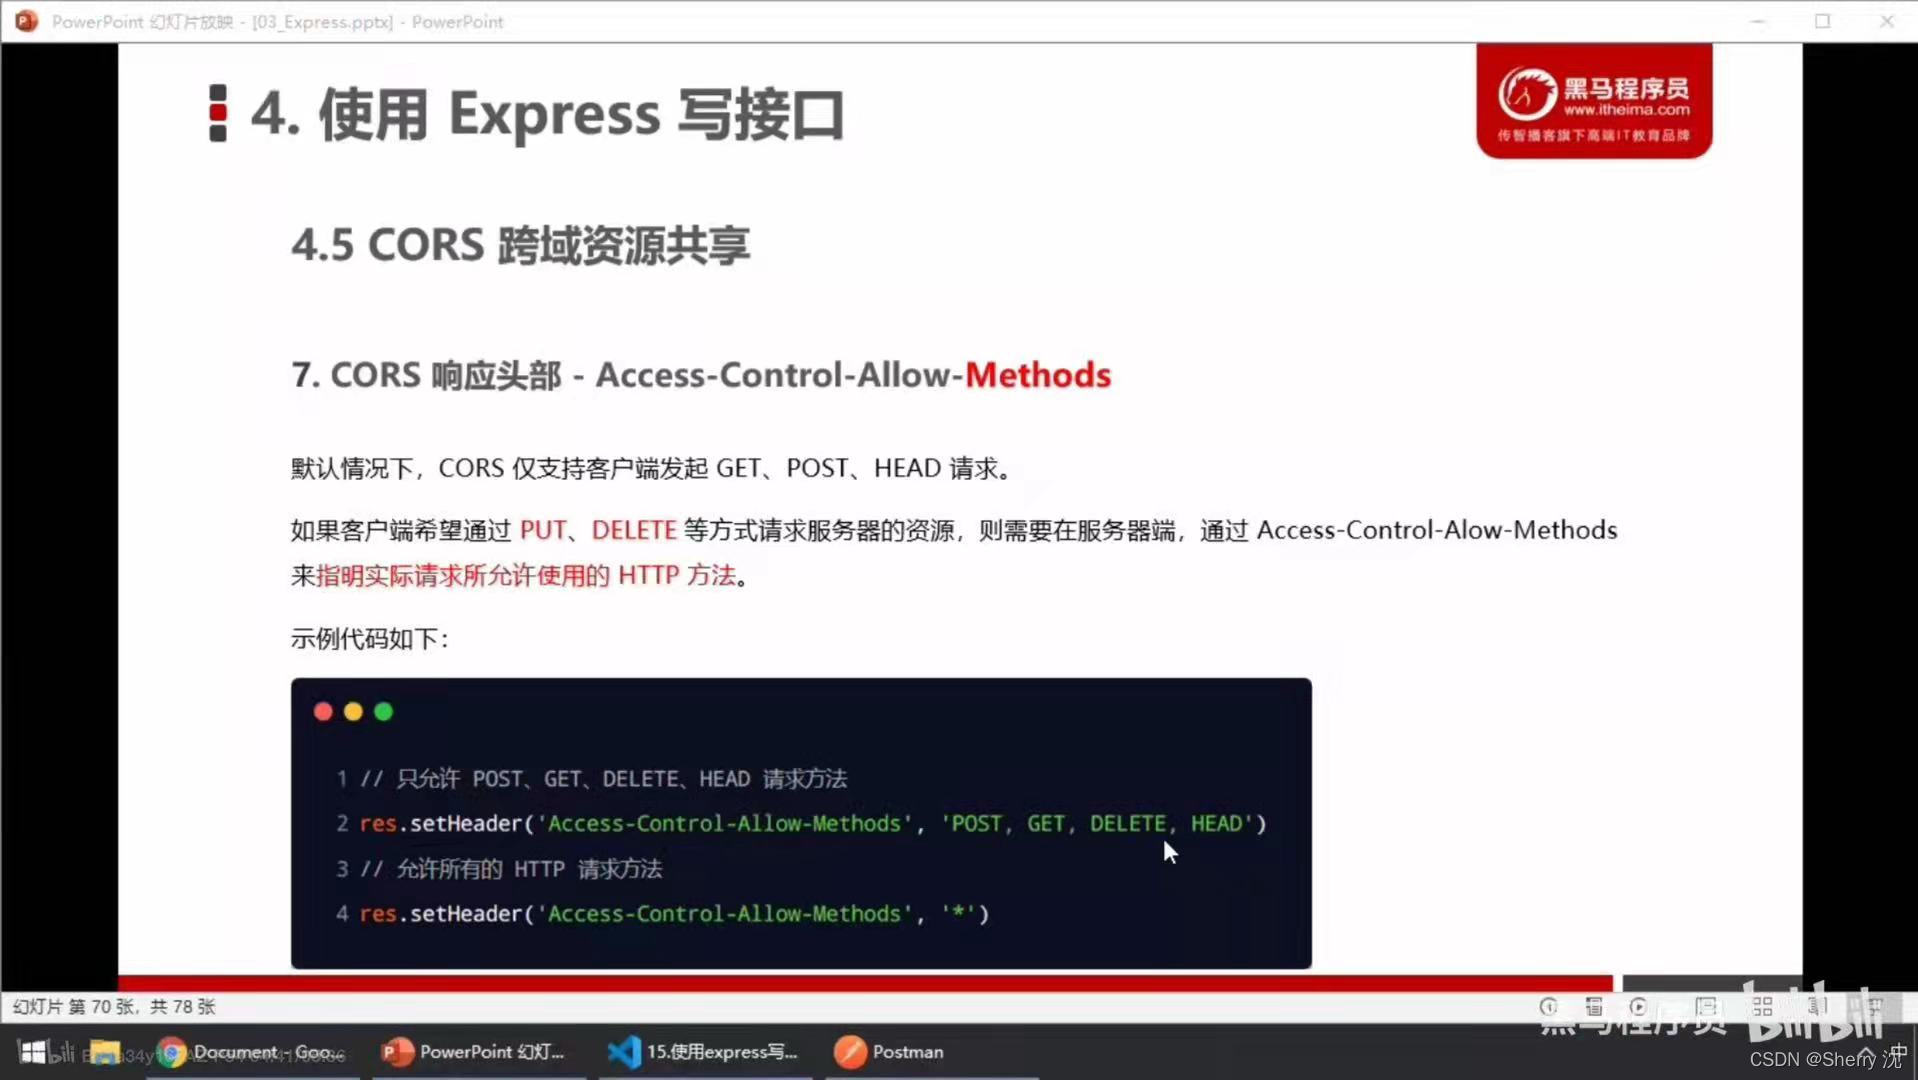 PowerPoint 幻灯片放映 - [03_Express.pptx] - PowerPoint
4. 使用 Express 写接口
黑马程序员
www.itheima.com
传智播客旗下高端IT教育品牌
4.5 CORS 跨域资源共享
7. CORS 响应头部 - Access-Control-Allow-Methods
默认情况下，CORS 仅支持客户端发起 GET、POST、HEAD 请求。
如果客户端希望通过 PUT、DELETE 等方式请求服务器的资源，则需要在服务器端，通过 Access-Control-Alow-Methods
来指明实际请求所允许使用的 HTTP 方法。
示例代码如下：
1 // 只允许 POST、GET、DELETE、HEAD 请求方法
2 res.setHeader('Access-Control-Allow-Methods', 'POST, GET, DELETE, HEAD')
3 // 允许所有的 HTTP 请求方法
4 res.setHeader('Access-Control-Allow-Methods', '*')
幻灯片 第 70 张，共 78 张
黑马程序员 bilibili
Document - Goo...
PowerPoint 幻灯...
15.使用express写...
Postman
中
CSDN @Sherry 沈